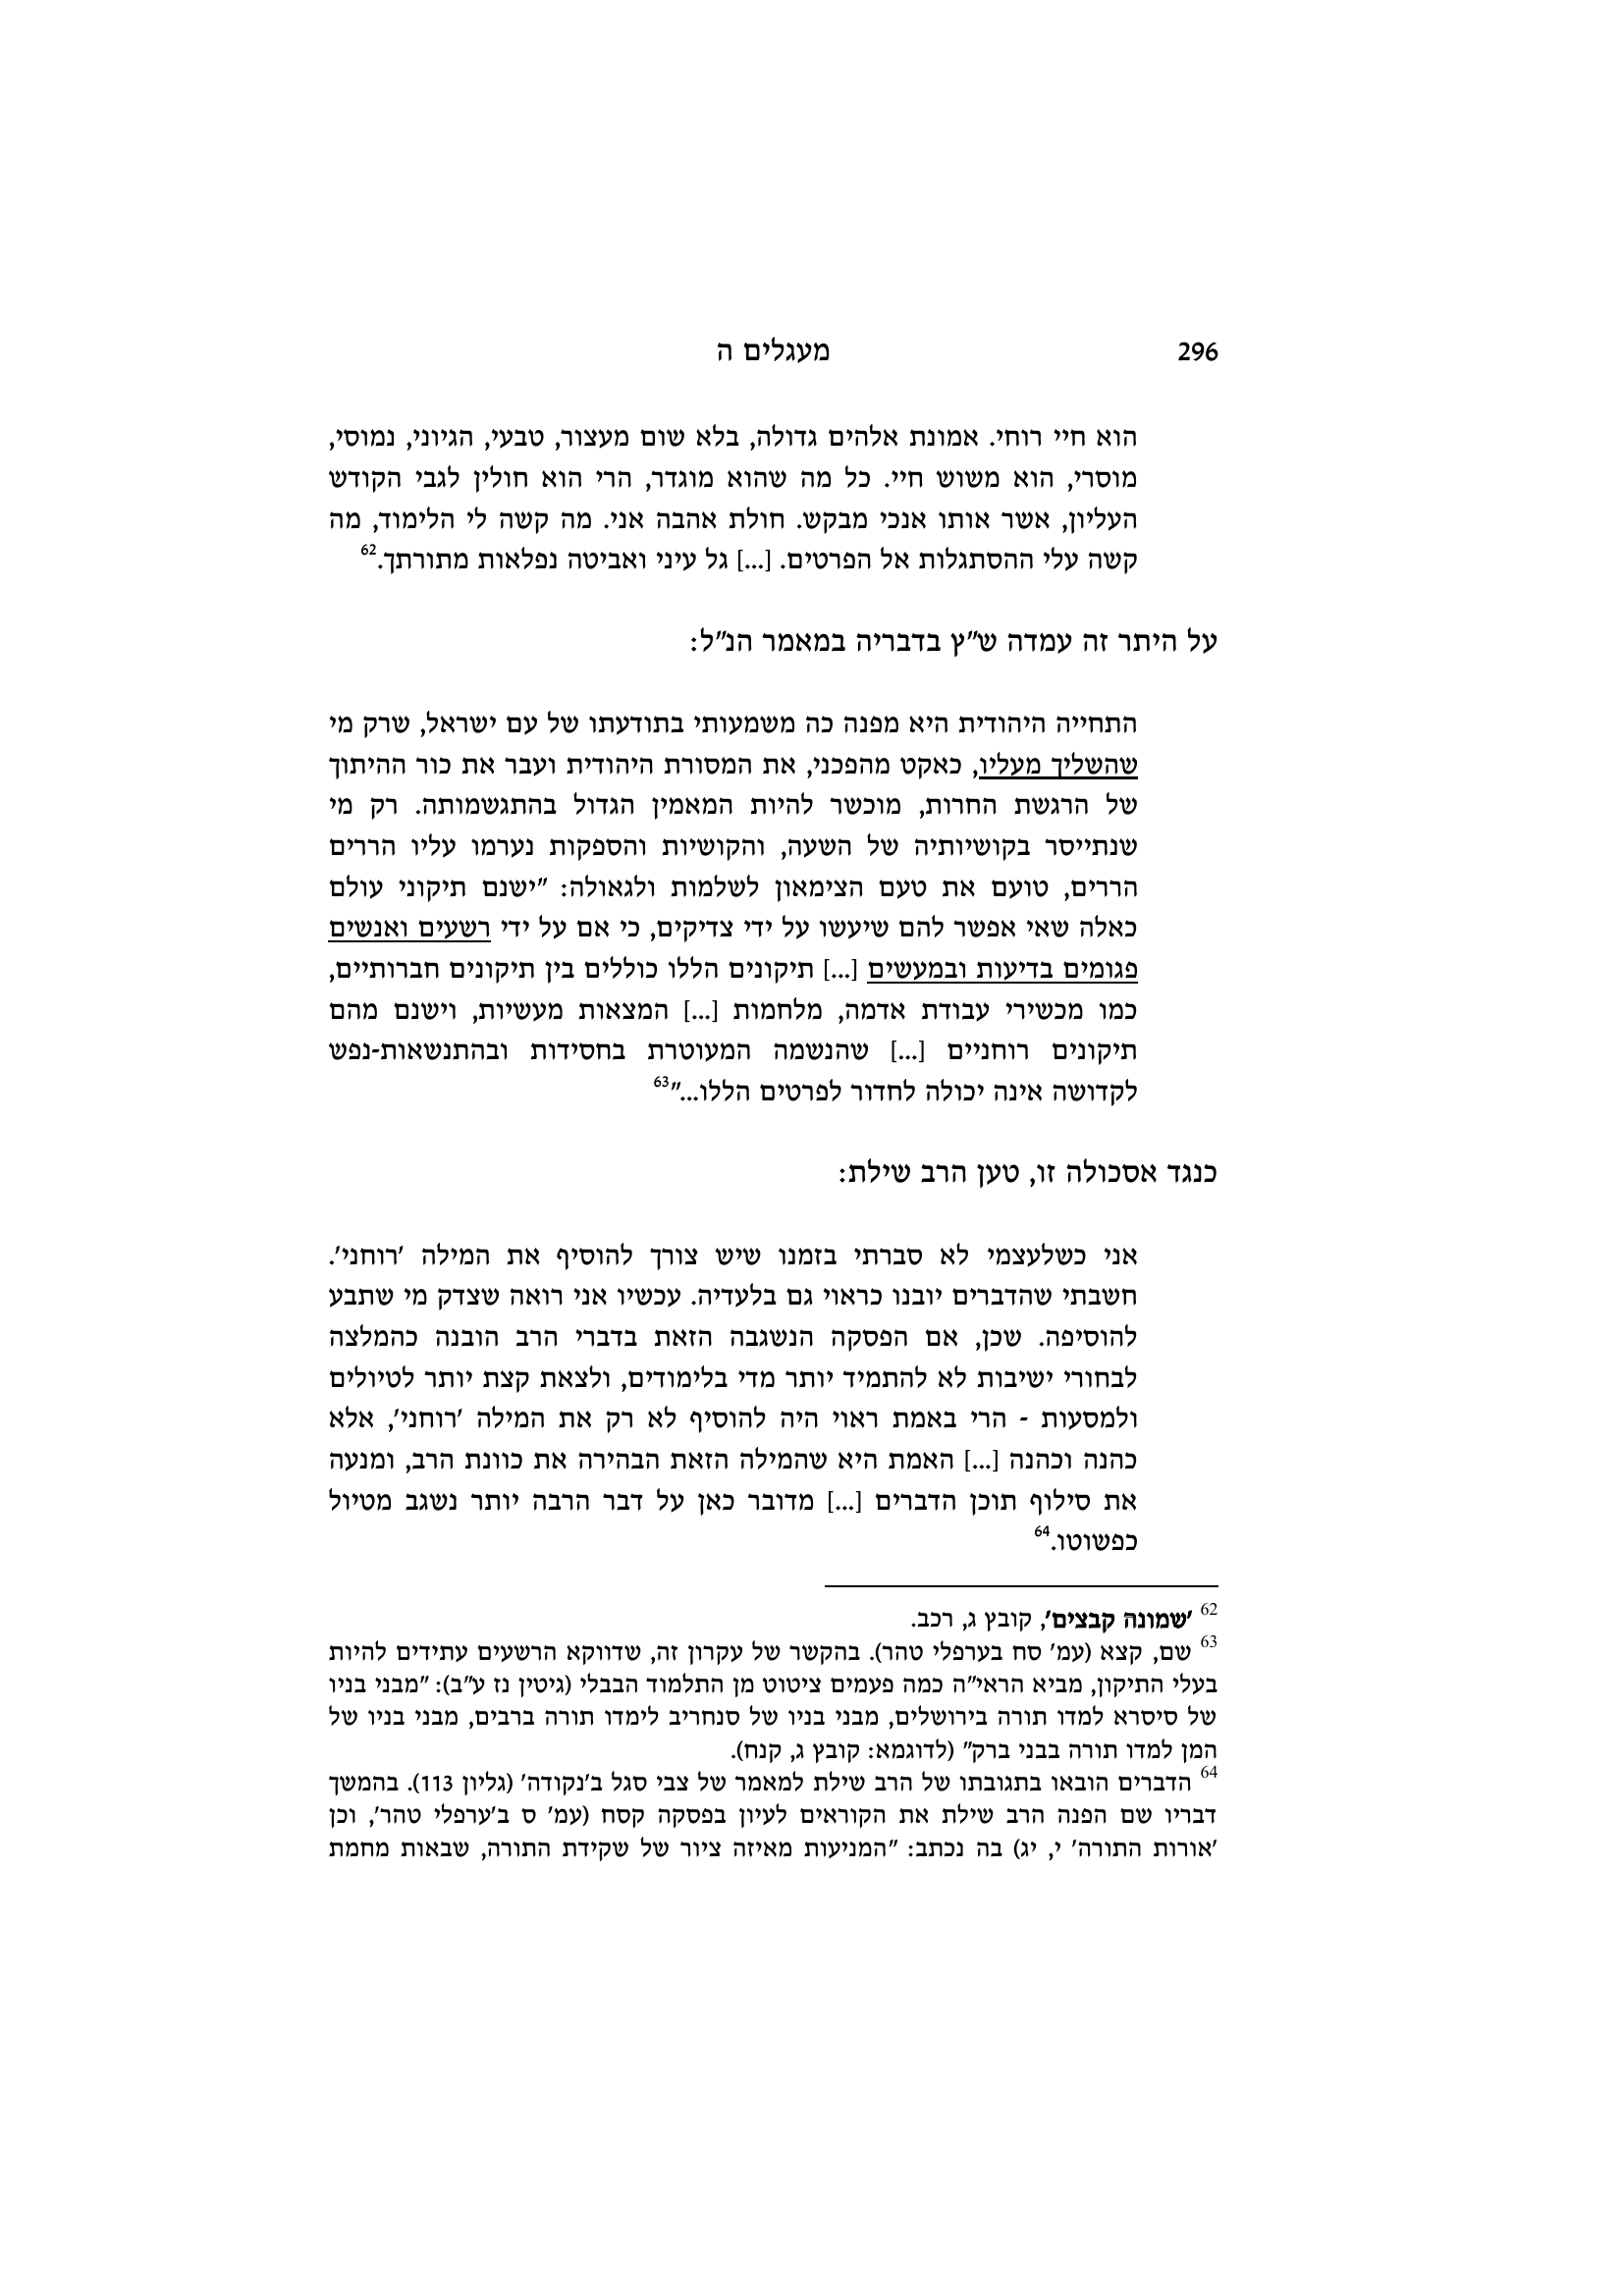 296 מעגלים ה
הוא חיי רוחי. אמונת אלהים גדולה, בלא שום מעצור, טבעי, הגיוני, נמוסי,
מוסרי, הוא משוש חיי. כל מה שהוא מוגדר, הרי הוא חולין לגבי הקודש
העליון, אשר אותו אנכי מבקש. חולת אהבה אני. מה קשה לי הלימוד, מה
קשה עלי ההסתגלות אל הפרטים. [...] גל עיני ואביטה נפלאות מתורתך.62
על היתר זה עמדה ש"ץ בדבריה במאמר הנ"ל:
התחייה היהודית היא מפנה כה משמעותי בתודעתו של עם ישראל, שרק מי
שהשליך מעליו, כאקט מהפכני, את המסורת היהודית ועבר את כור ההיתוך
של הרגשת החרות, מוכשר להיות המאמין הגדול בהתגשמותה. רק מי
שנתייסר בקושיותיה של השעה, והקושיות והספקות נערמו עליו הררים
הררים, טועם את טעם הצימאון לשלמות ולגאולה: "ישנם תיקוני עולם
כאלה שאי אפשר להם שיעשו על ידי צדיקים, כי אם על ידי רשעים ואנשים
פגומים בדיעות ובמעשים [...] תיקונים הללו כוללים בין תיקונים חברותיים,
כמו מכשירי עבודת אדמה, מלחמות [...] המצאות מעשיות, וישנם מהם
תיקונים רוחניים [...] שהנשמה המעוטרת בחסידות ובהתנשאות-נפש
לקדושה אינה יכולה לחדור לפרטים הללו..."63
כנגד אסכולה זו, טען הרב שילת:
אני כשלעצמי לא סברתי בזמנו שיש צורך להוסיף את המילה 'רוחני'.
חשבתי שהדברים יובנו כראוי גם בלעדיה. עכשיו אני רואה שצדק מי שתבע
להוסיפה. שכן, אם הפסקה הנשגבה הזאת בדברי הרב הובנה כהמלצה
לבחורי ישיבות לא להתמיד יותר מדי בלימודים, ולצאת קצת יותר לטיולים
ולמסעות - הרי באמת ראוי היה להוסיף לא רק את המילה 'רוחני', אלא
כהנה וכהנה [...] האמת היא שהמילה הזאת הבהירה את כוונת הרב, ומנעה
את סילוף תוכן הדברים [...] מדובר כאן על דבר הרבה יותר נשגב מטיול
כפשוטו.64
62 'שמונה קבצים', קובץ ג, רכב.
63 שם, קצא (עמ' סח בערפלי טהר). בהקשר של עקרון זה, שדווקא הרשעים עתידים להיות
בעלי התיקון, מביא הראי"ה כמה פעמים ציטוט מן התלמוד הבבלי (גיטין נז ע"ב): "מבני בניו
של סיסרא למדו תורה בירושלים, מבני בניו של סנחריב לימדו תורה ברבים, מבני בניו של
המן למדו תורה בבני ברק" (לדוגמא: קובץ ג, קנח).
64 הדברים הובאו בתגובתו של הרב שילת למאמר של צבי סגל ב'נקודה' (גליון 113). בהמשך
דבריו שם הפנה הרב שילת את הקוראים לעיון בפסקה קסח (עמ' ס ב'ערפלי טהר', וכן
'אורות התורה' י, יג) בה נכתב: "המניעות מאיזה ציור של שקידת התורה, שבאות מחמת